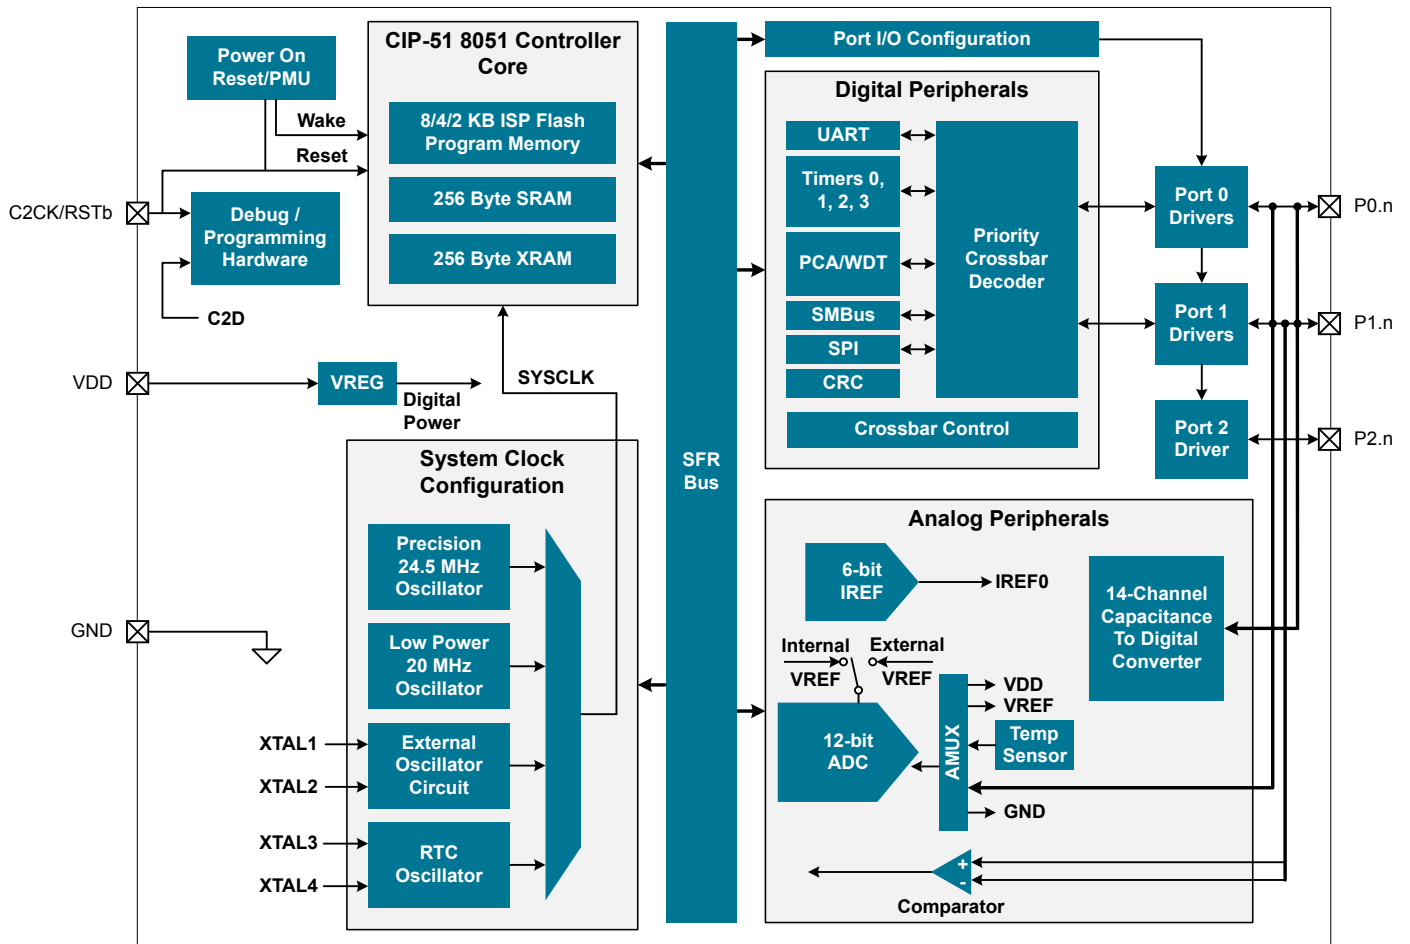 Power On
Reset/PMU
Wake
Reset
C2CK/RSTb
Debug /
Programming
Hardware
C2D
CIP-51 8051 Controller
Core
8/4/2 KB ISP Flash
Program Memory
256 Byte SRAM
256 Byte XRAM
VDD
VREG
Digital
Power
SYSCLK
GND
System Clock
Configuration
Precision
24.5 MHz
Oscillator
Low Power
20 MHz
Oscillator
XTAL1
XTAL2
External
Oscillator
Circuit
XTAL3
XTAL4
RTC
Oscillator
SFR
Bus
Port I/O Configuration
Digital Peripherals
UART
Timers 0,
1, 2, 3
PCA/WDT
SMBus
SPI
CRC
Priority
Crossbar
Decoder
Crossbar Control
Port 0
Drivers
Port 1
Drivers
Port 2
Driver
P0.n
P1.n
P2.n
Analog Peripherals
6-bit
IREF
IREF0
14-Channel
Capacitance
To Digital
Converter
Internal
VREF
External
VREF
12-bit
ADC
AMUX
VDD
VREF
Temp
Sensor
GND
+
-
Comparator